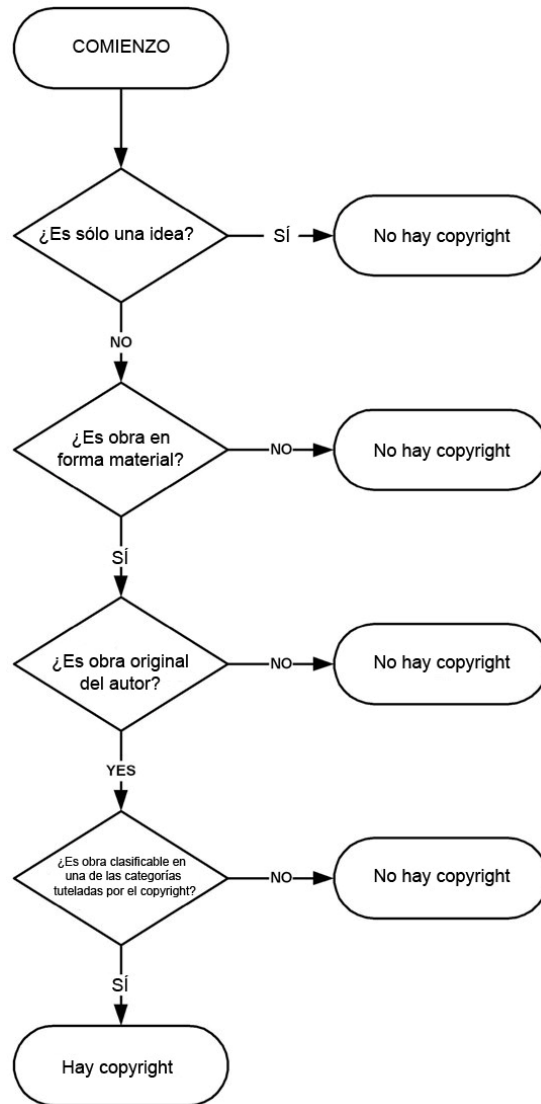 COMIENZO
¿Es sólo una idea?
SÍ
No hay copyright
NO
¿Es obra en
forma material?
NO
No hay copyright
SÍ
¿Es obra original
del autor?
NO
No hay copyright
YES
¿Es obra clasificable en
una de las categorías
tuteladas por el copyright?
NO
No hay copyright
SÍ
Hay copyright